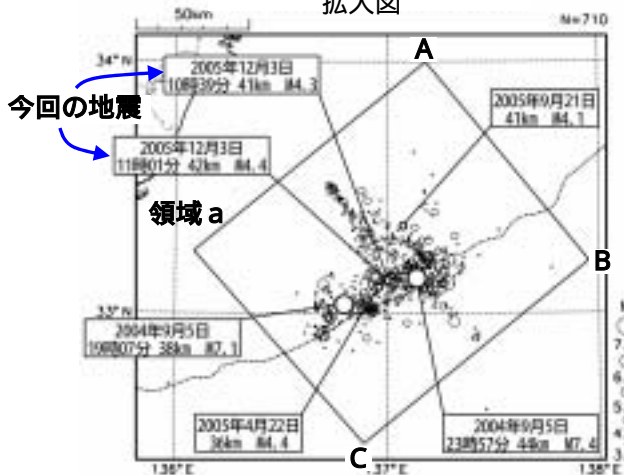 拡大図
50km
N=710
A
34°N
2005年12月3日
10時39分 41km M4.3
今回の地震
2005年9月21日
41km M4.1
2005年12月3日
11時01分 42km M4.4
領域a
B
33°N
2004年9月5日
19時07分 38km M7.1
7.
6.
5
4
3
2005年4月22日
36km M4.4
2004年9月5日
23時57分 44km M7.4
C
136°E
137°E
138°E